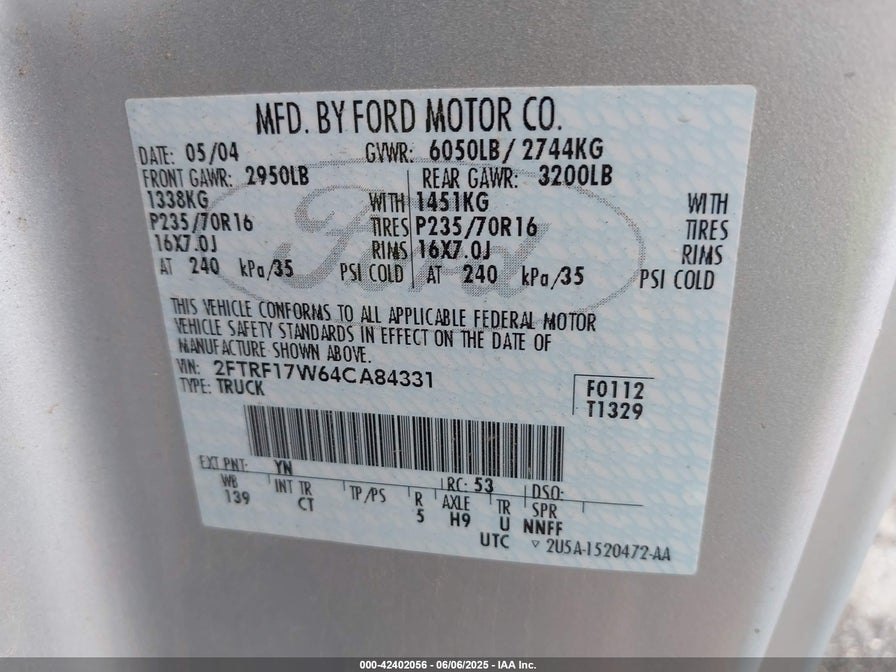 MFD. BY FORD MOTOR CO.
DATE: 05/04 GVWR: 6050LB/2744KG
FRONT GAWR: 2950LB REAR GAWR: 3200LB
1338KG WITH 1451KG WITH
P235/70R16 TIRES P235/70R16 TIRES
16X7.0J RIMS 16X7.0J RIMS
AT 240 kPa/35 PSI COLD AT 240 kPa/35 PSI COLD
Ford
THIS VEHICLE CONFORMS TO ALL APPLICABLE FEDERAL MOTOR
VEHICLE SAFETY STANDARDS IN EFFECT ON THE DATE OF
MANUFACTURE SHOWN ABOVE.
VIN: 2FTRF17W64CA84331
TYPE: TRUCK
F0112
T1329
EXT PNT: YN RC: 53 DSO:
WB INT TR TP/PS R AXLE TR SPR
139 CT 5 H9 U NNFF
UTC ▽ 2U5A-1520472-AA
000-42402056 - 06/06/2025 - IAA Inc.